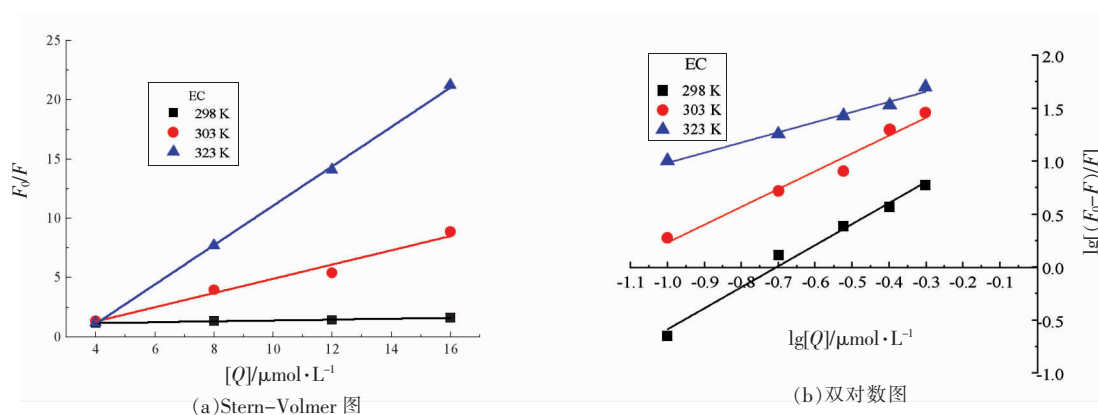 25
20
15
10
5
0
4
6
8
10
12
14
16
F₀/F
EC
298 K
303 K
323 K
[Q]/μmol·L⁻¹
(a)Stern-Volmer 图
EC
298 K
303 K
323 K
2.0
1.5
1.0
0.5
0.0
-0.5
-1.0
-1.1
-1.0
-0.9
-0.8
-0.7
-0.6
-0.5
-0.4
-0.3
-0.2
-0.1
lg[(F₀-F)/F]
lg[Q]/μmol·L⁻¹
(b)双对数图